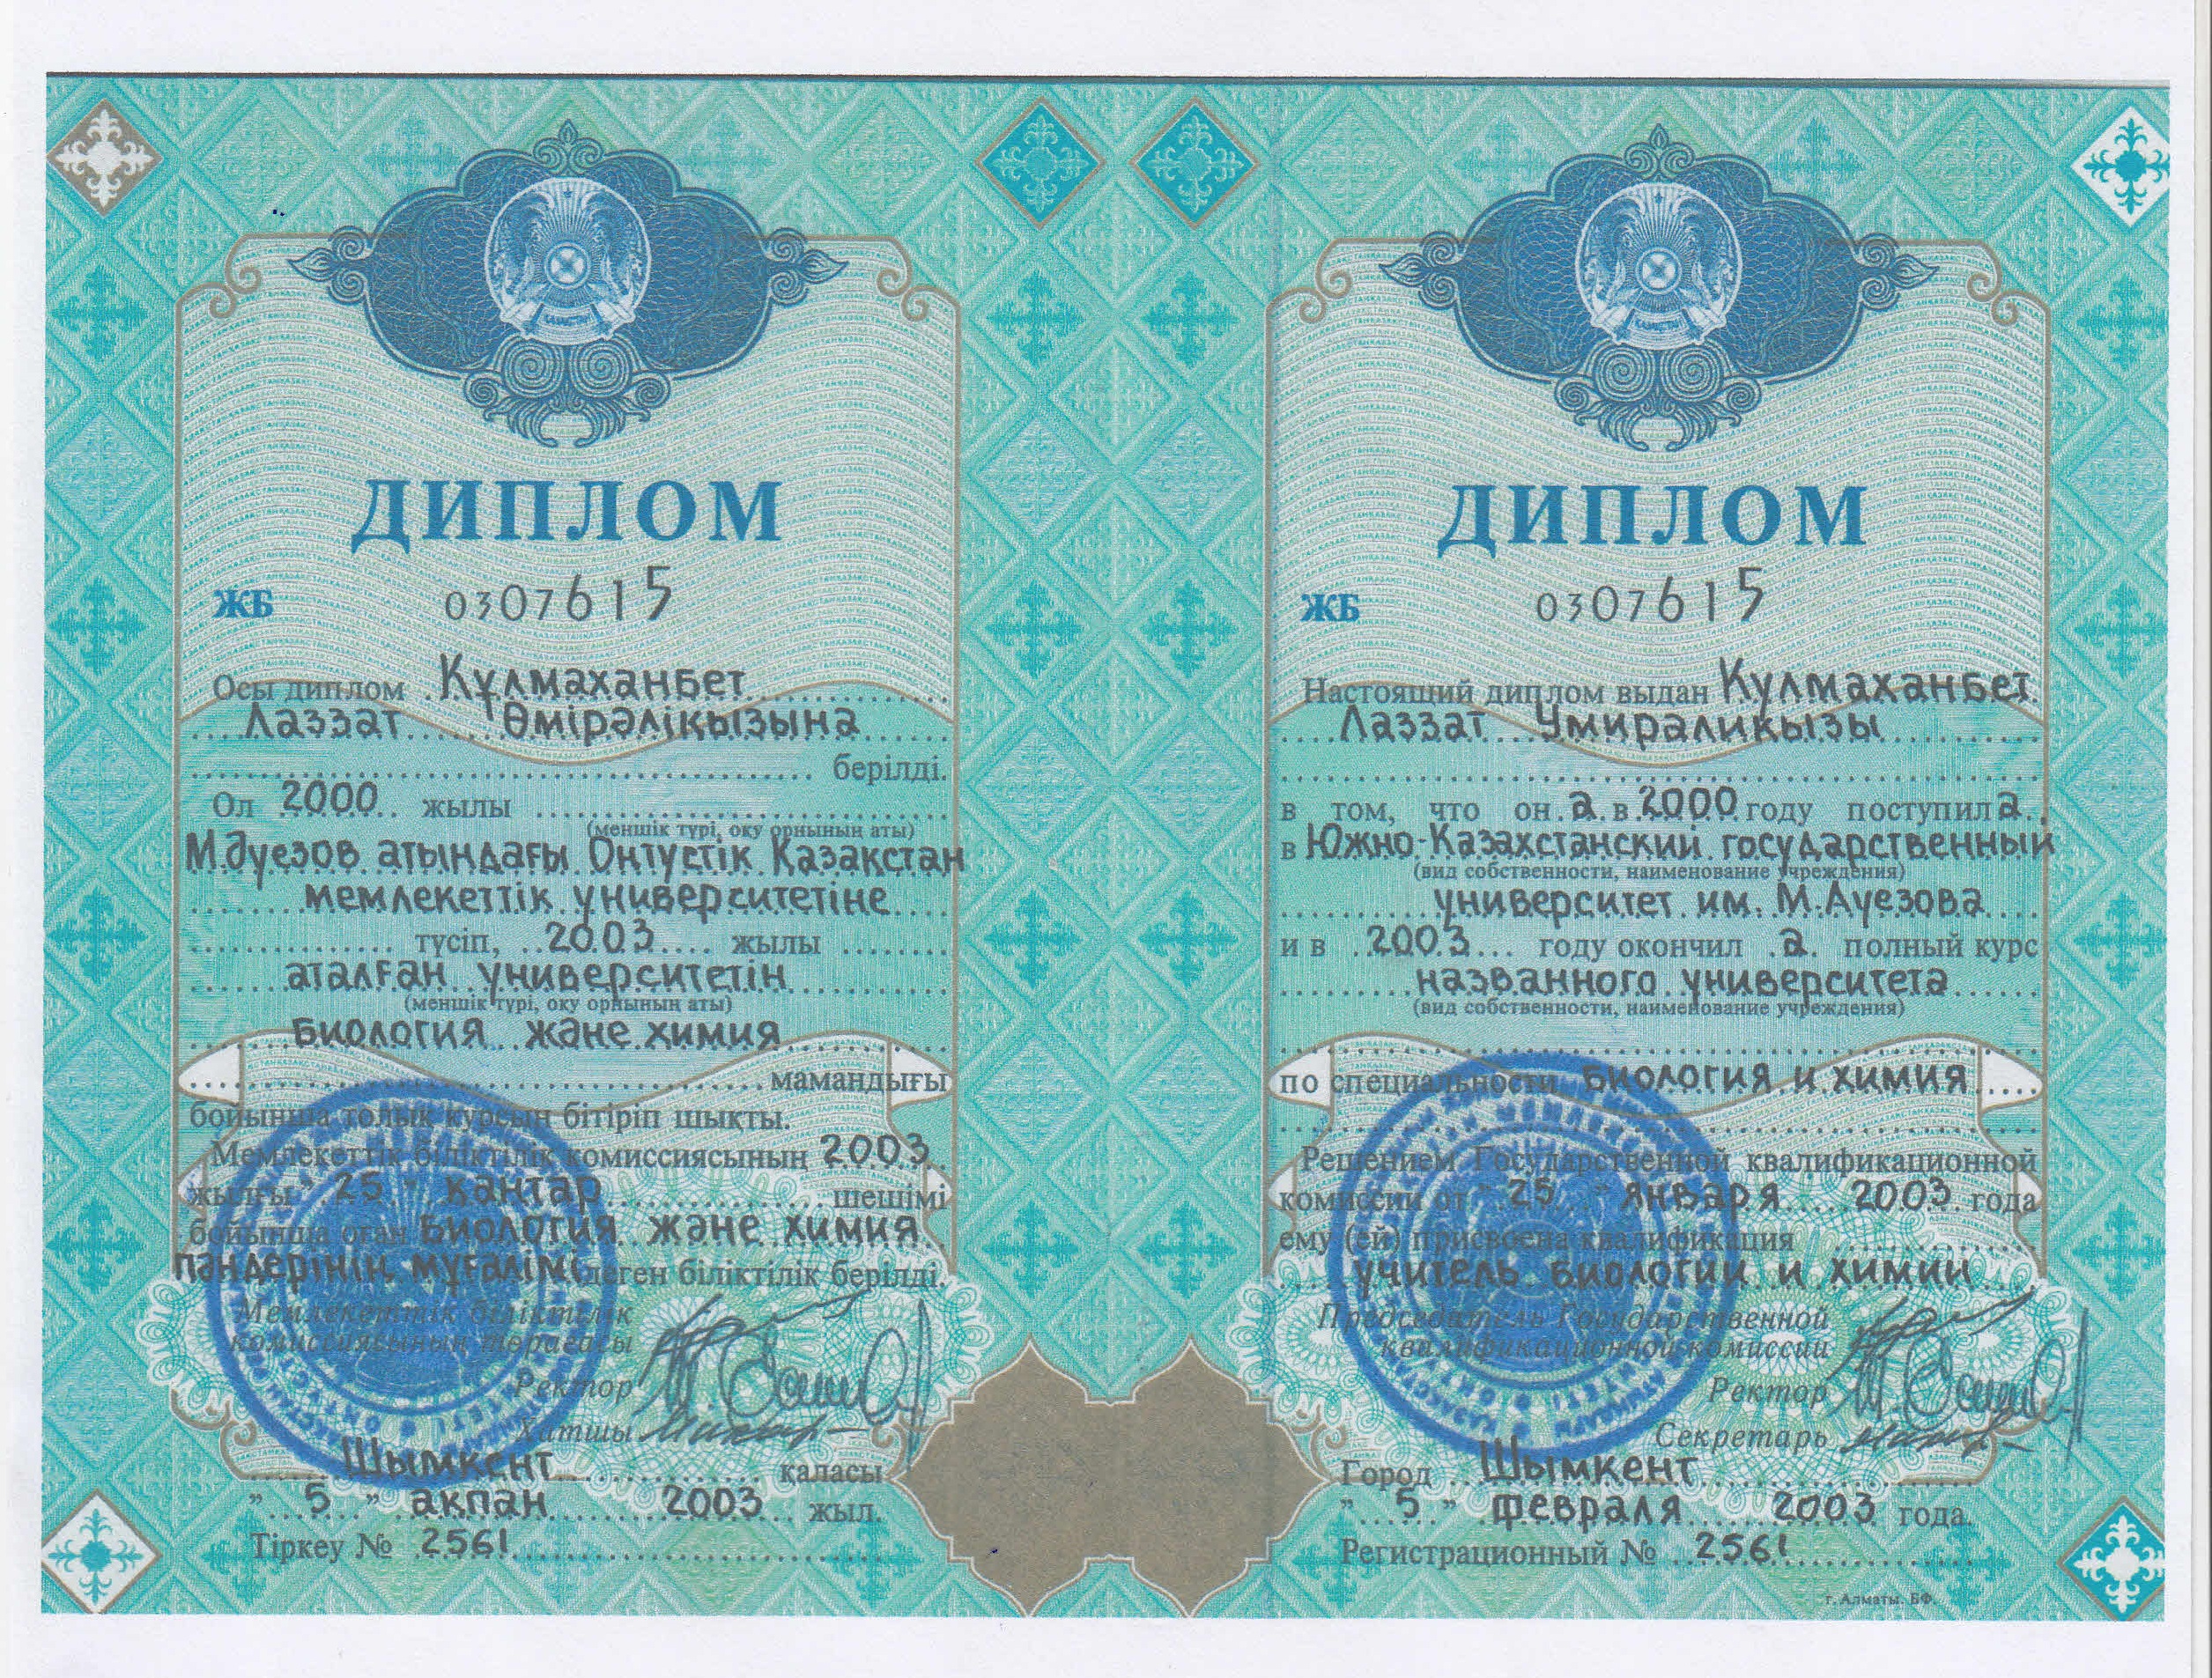 ДИПЛОМ
ЖБ 0307615
Осы диплом Құлмаханбет
Лаззат Өмірәліқызына
берілді.
Ол 2000 жылы
(меншік түрі, оқу орнының аты)
М.Әуезов атындағы Оңтүстік Қазақстан
мемлекеттік университетіне
түсіп, 2003 жылы
аталған университетін
(меншік түрі, оқу орнының аты)
Биология және химия
мамандығы
бойынша толық курсын бітіріп шықты.
Мемлекеттік біліктілік комиссиясының 2003
жылғы " 25 " қаңтар шешімі
бойынша оған Биология және химия
пәндерінің мұғалімі деген біліктілік берілді.
Мемлекеттік біліктілік
комиссиясының төрағасы
Ректор
Хатшы
Шымкент қаласы
" 5 " ақпан 2003 жыл.
Тіркеу № 2561
ДИПЛОМ
ЖБ 0307615
Настоящий диплом выдан Кулмаханбет
Лаззат Умираликызы
в том, что он а в 2000 году поступил а
в Южно-Казахстанский государственный
(вид собственности, наименование учреждения)
университет им. М.Ауезова
и в 2003 году окончил а полный курс
названного университета
(вид собственности, наименование учреждения)
по специальности Биология и химия
Решением Государственной квалификационной
комиссии от " 25 " января 2003 года
ему (ей) присвоена квалификация
учитель биологии и химии
Председатель Государственной
квалификационной комиссии
Ректор
Секретарь
Город Шымкент
" 5 " февраля 2003 года.
Регистрационный № 2561
г. Алматы. БФ.